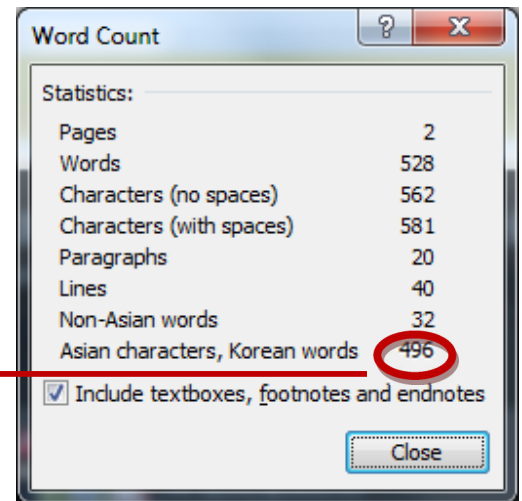 Word Count
Statistics:
Pages 2
Words 528
Characters (no spaces) 562
Characters (with spaces) 581
Paragraphs 20
Lines 40
Non-Asian words 32
Asian characters, Korean words 496
Include textboxes, footnotes and endnotes
Close